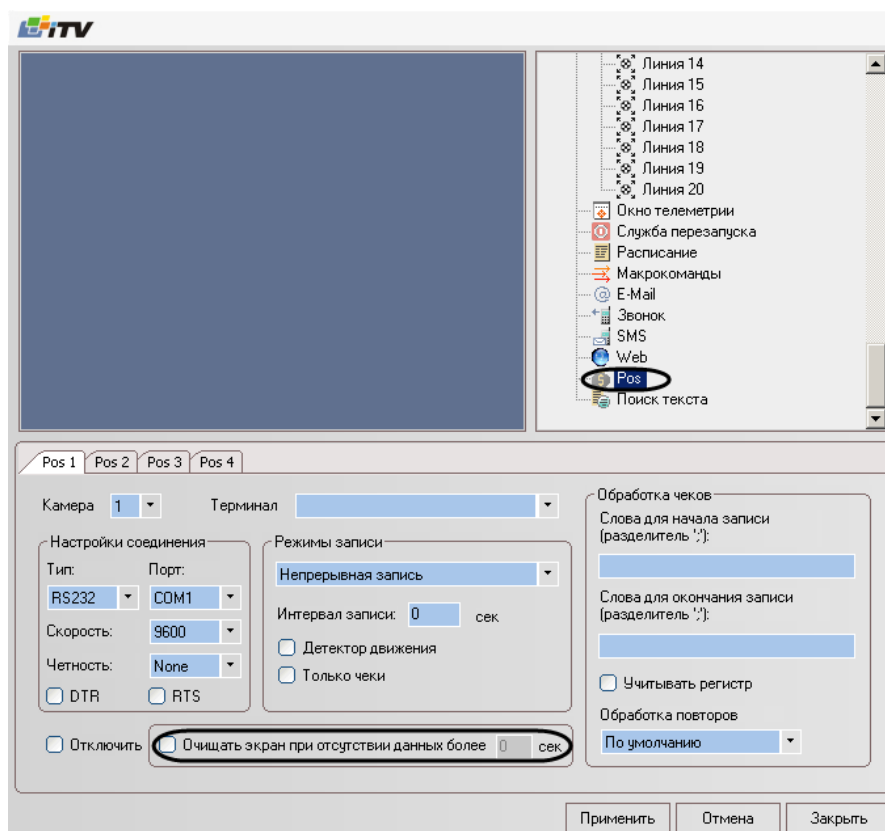 iTV
Линия 14
Линия 15
Линия 16
Линия 17
Линия 18
Линия 19
Линия 20
Окно телеметрии
Служба перезапуска
Расписание
Макрокоманды
E-Mail
Звонок
SMS
Web
Pos
Поиск текста
Pos 1 Pos 2 Pos 3 Pos 4
Камера 1 Терминал
Настройки соединения
Тип: Порт:
RS232 COM1
Скорость: 9600
Четность: None
DTR RTS
Режимы записи
Непрерывная запись
Интервал записи: 0 сек
Детектор движения
Только чеки
Обработка чеков
Слова для начала записи
(разделитель ';'):
Слова для окончания записи
(разделитель ';'):
Учитывать регистр
Обработка повторов
По умолчанию
Отключить Очищать экран при отсутствии данных более 0 сек
Применить Отмена Закрыть